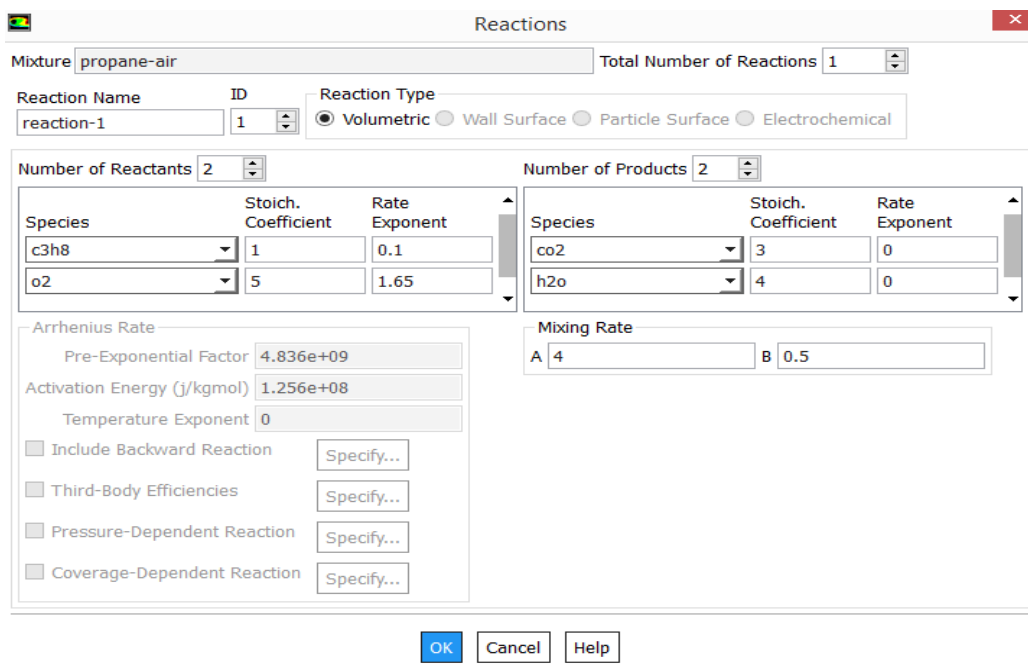 Reactions
Mixture propane-air Total Number of Reactions 1
Reaction Name ID Reaction Type
reaction-1 1 Volumetric Wall Surface Particle Surface Electrochemical
Number of Reactants 2 Number of Products 2
Species Stoich. Coefficient Rate Exponent Species Stoich. Coefficient Rate Exponent
c3h8 1 0.1 co2 3 0
o2 5 1.65 h2o 4 0
Arrhenius Rate Mixing Rate
Pre-Exponential Factor 4.836e+09 A 4 B 0.5
Activation Energy (j/kgmol) 1.256e+08
Temperature Exponent 0
Include Backward Reaction Specify...
Third-Body Efficiencies Specify...
Pressure-Dependent Reaction Specify...
Coverage-Dependent Reaction Specify...
OK Cancel Help